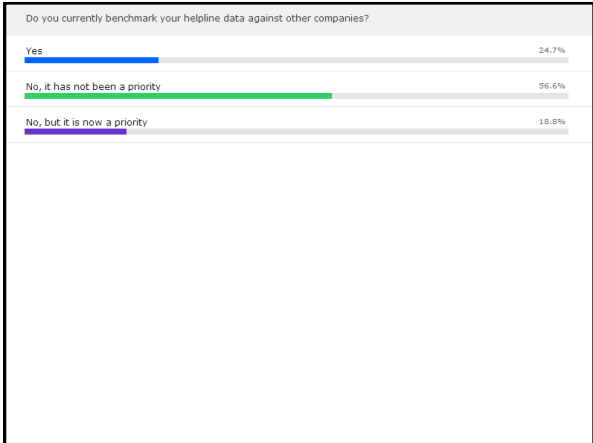 Do you currently benchmark your helpline data against other companies?
Yes 24.7%
No, it has not been a priority 56.6%
No, but it is now a priority 18.8%